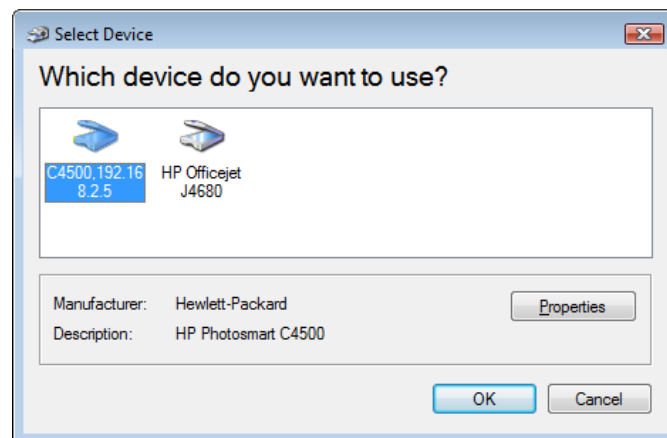 Select Device
Which device do you want to use?
C4500,192.16
8.2.5
HP Officejet
J4680
Manufacturer: Hewlett-Packard
Properties
Description: HP Photosmart C4500
OK Cancel